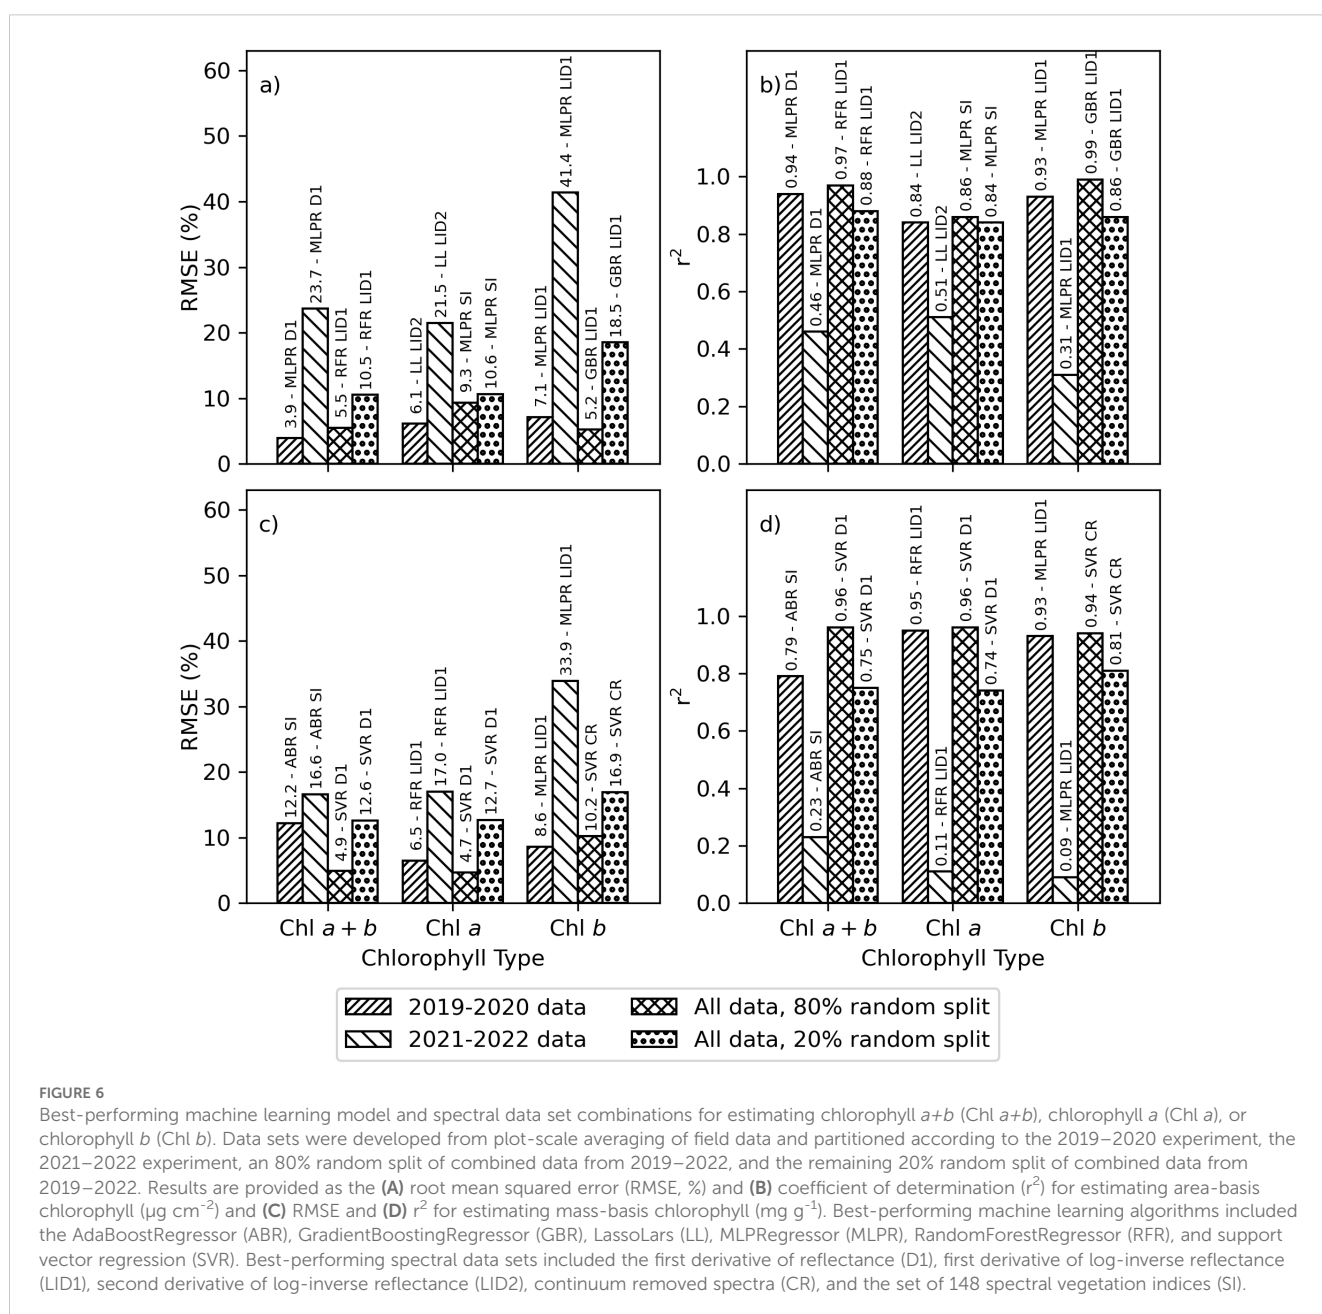 a)
60
50
40
30
20
10
0
RMSE (%)
3.9 - MLPR D1
23.7 - MLPR D1
5.5 - RFR LID1
10.5 - RFR LID1
6.1 - LL LID2
21.5 - LL LID2
9.3 - MLPR SI
10.6 - MLPR SI
7.1 - MLPR LID1
41.4 - MLPR LID1
5.2 - GBR LID1
18.5 - GBR LID1
b)
1.0
0.8
0.6
0.4
0.2
0.0
r²
0.94 - MLPR D1
0.46 - MLPR D1
0.97 - RFR LID1
0.88 - RFR LID1
0.84 - LL LID2
0.51 - LL LID2
0.86 - MLPR SI
0.84 - MLPR SI
0.93 - MLPR LID1
0.31 - MLPR LID1
0.99 - GBR LID1
0.86 - GBR LID1
c)
60
50
40
30
20
10
0
RMSE (%)
12.2 - ABR SI
16.6 - ABR SI
4.9 - SVR D1
12.6 - SVR D1
6.5 - RFR LID1
17.0 - RFR LID1
4.7 - SVR D1
12.7 - SVR D1
8.6 - MLPR LID1
33.9 - MLPR LID1
10.2 - SVR CR
16.9 - SVR CR
Chl a + b
Chl a
Chl b
Chlorophyll Type
d)
1.0
0.8
0.6
0.4
0.2
0.0
r²
0.79 - ABR SI
0.23 - ABR SI
0.96 - SVR D1
0.75 - SVR D1
0.95 - RFR LID1
0.11 - RFR LID1
0.96 - SVR D1
0.74 - SVR D1
0.93 - MLPR LID1
0.09 - MLPR LID1
0.94 - SVR CR
0.81 - SVR CR
Chl a + b
Chl a
Chl b
Chlorophyll Type
2019-2020 data
2021-2022 data
All data, 80% random split
All data, 20% random split
FIGURE 6
Best-performing machine learning model and spectral data set combinations for estimating chlorophyll a+b (Chl a+b), chlorophyll a (Chl a), or
chlorophyll b (Chl b). Data sets were developed from plot-scale averaging of field data and partitioned according to the 2019–2020 experiment, the
2021–2022 experiment, an 80% random split of combined data from 2019–2022, and the remaining 20% random split of combined data from
2019–2022. Results are provided as the (A) root mean squared error (RMSE, %) and (B) coefficient of determination (r²) for estimating area-basis
chlorophyll (µg cm⁻²) and (C) RMSE and (D) r² for estimating mass-basis chlorophyll (mg g⁻¹). Best-performing machine learning algorithms included
the AdaBoostRegressor (ABR), GradientBoostingRegressor (GBR), LassoLars (LL), MLPRegressor (MLPR), RandomForestRegressor (RFR), and support
vector regression (SVR). Best-performing spectral data sets included the first derivative of reflectance (D1), first derivative of log-inverse reflectance
(LID1), second derivative of log-inverse reflectance (LID2), continuum removed spectra (CR), and the set of 148 spectral vegetation indices (SI).